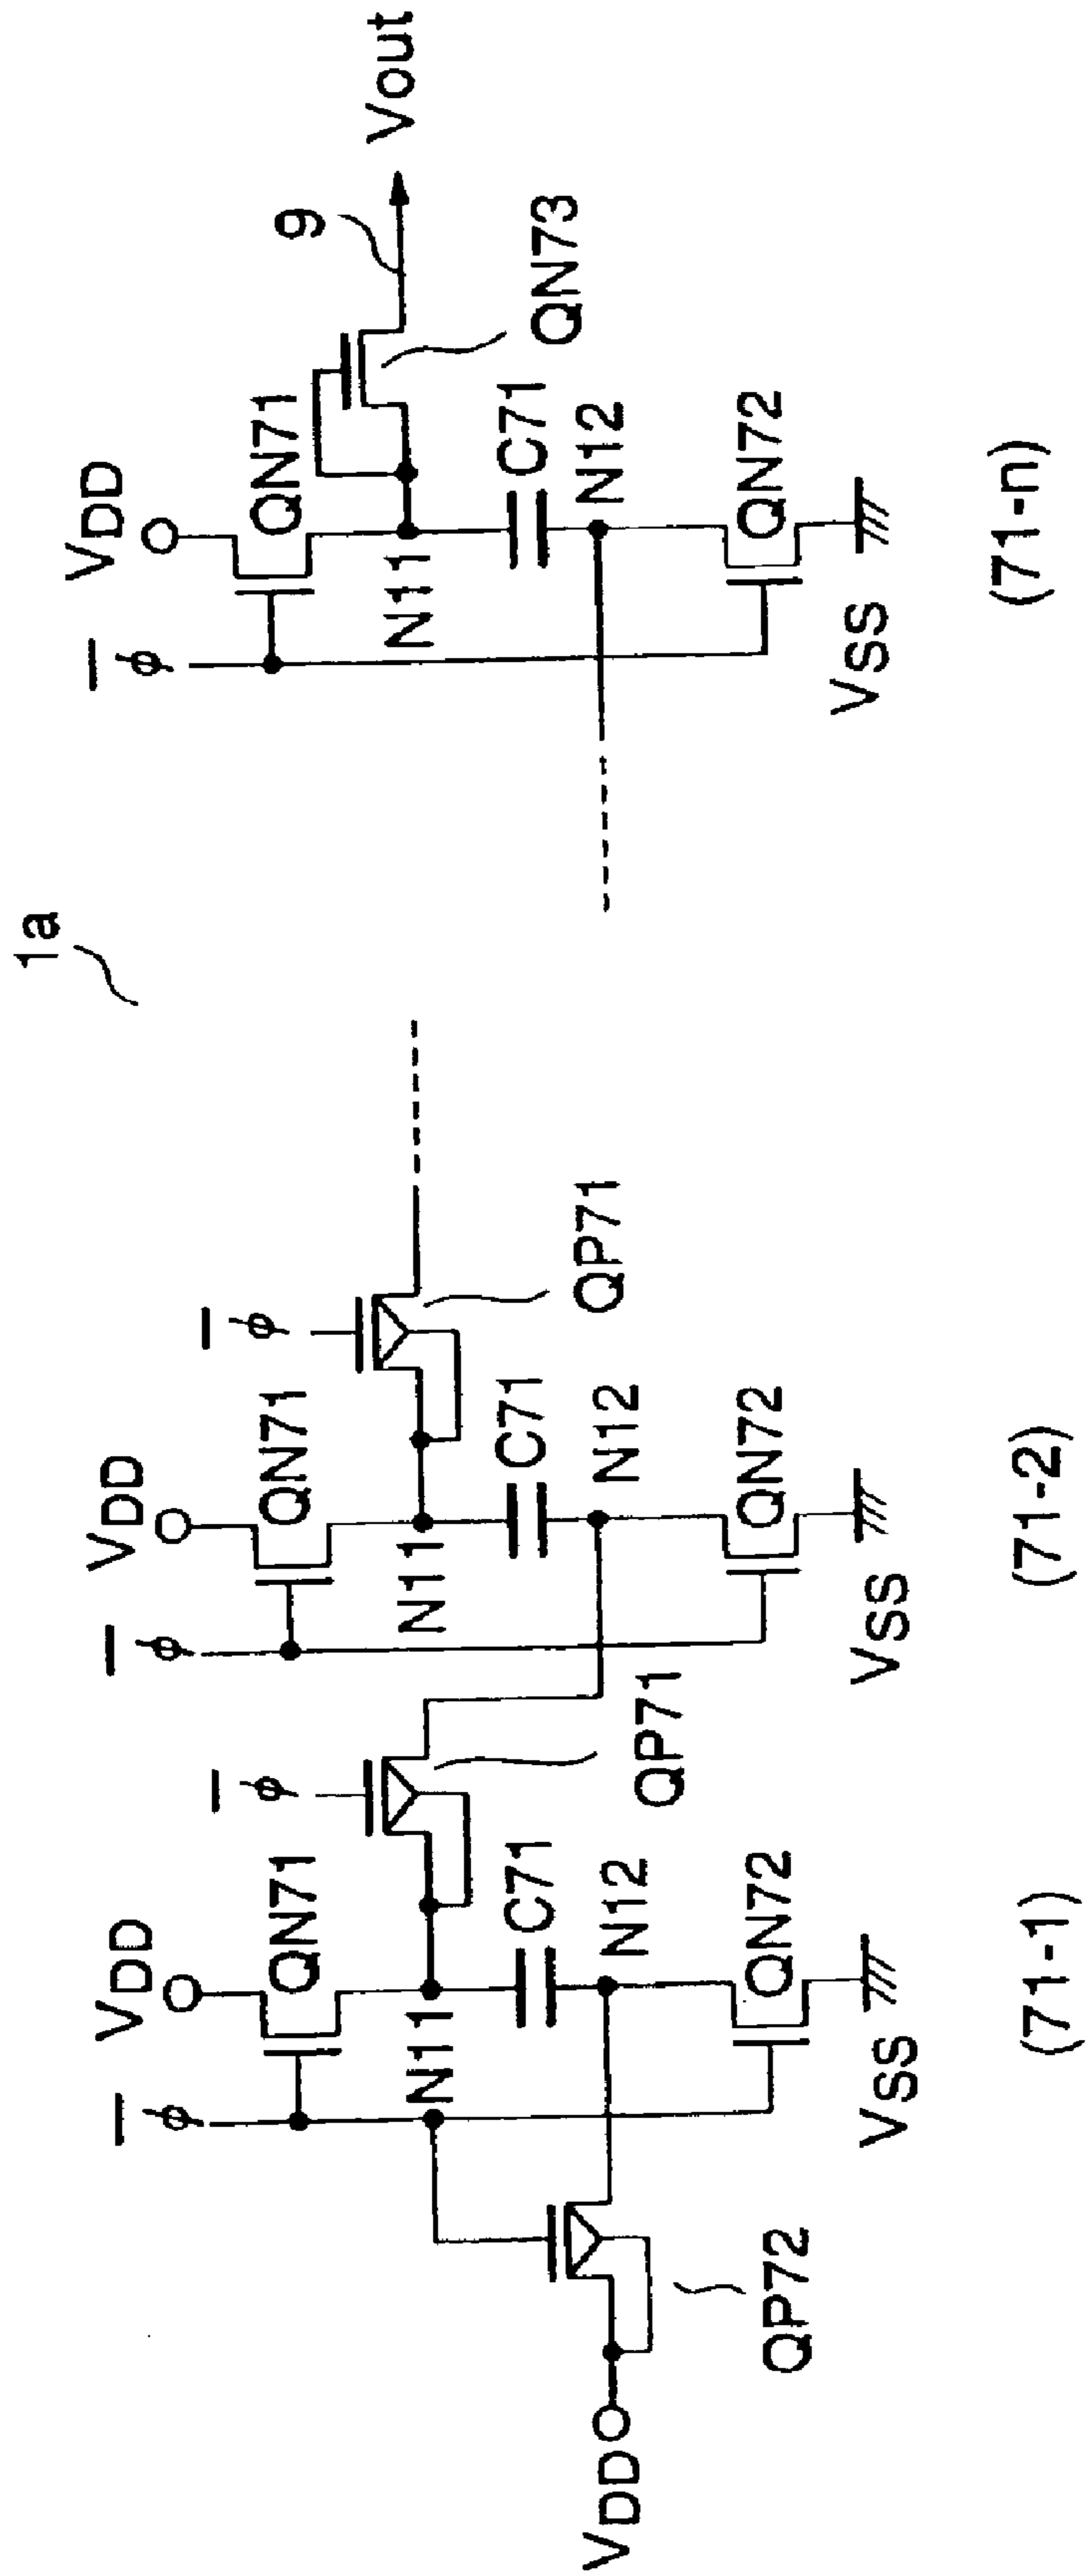 1a
VDD
VDD
VDD
φ̅
φ̅
φ̅
φ̅
φ̅
QN71
QN71
QN71
9
Vout
N11
N11
N11
QP71
QP71
QN73
C71
C71
C71
VDD
N12
N12
N12
QP72
QN72
QN72
QN72
VSS
VSS
VSS
(71-1)
(71-2)
(71-n)